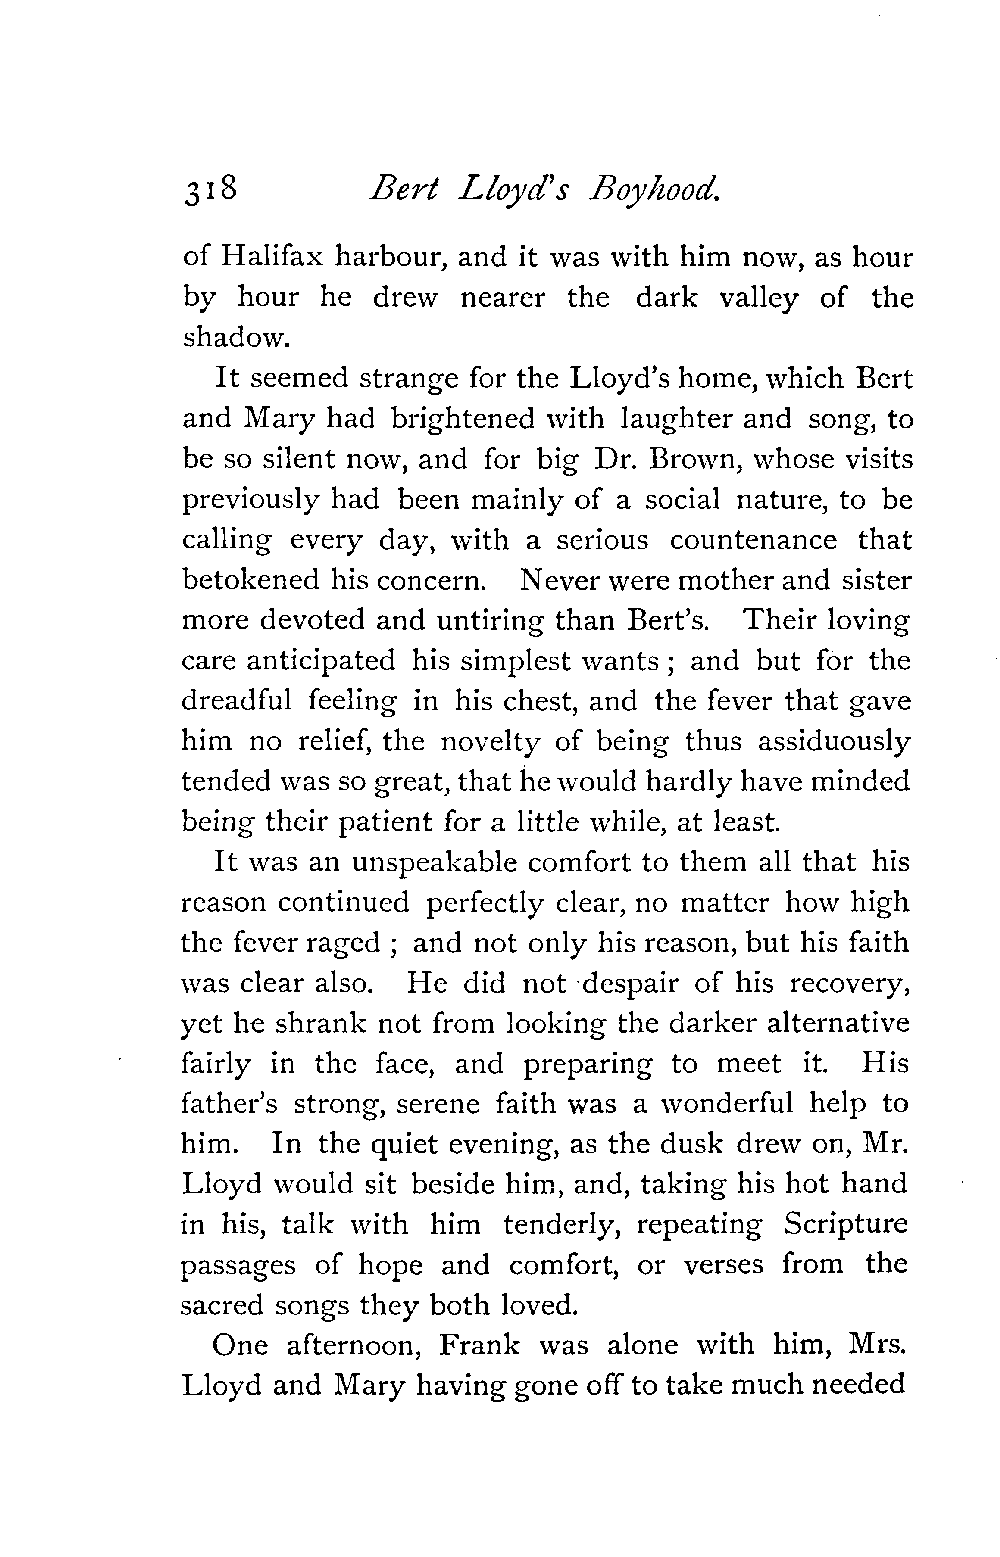 318 Bert Lloyd's Boyhood.
of Halifax harbour, and it was with him now, as hour
by hour he drew nearer the dark valley of the
shadow.
It seemed strange for the Lloyd's home, which Bert
and Mary had brightened with laughter and song, to
be so silent now, and for big Dr. Brown, whose visits
previously had been mainly of a social nature, to be
calling every day, with a serious countenance that
betokened his concern. Never were mother and sister
more devoted and untiring than Bert's. Their loving
care anticipated his simplest wants ; and but for the
dreadful feeling in his chest, and the fever that gave
him no relief, the novelty of being thus assiduously
tended was so great, that he would hardly have minded
being their patient for a little while, at least.
It was an unspeakable comfort to them all that his
reason continued perfectly clear, no matter how high
the fever raged ; and not only his reason, but his faith
was clear also. He did not despair of his recovery,
yet he shrank not from looking the darker alternative
fairly in the face, and preparing to meet it. His
father's strong, serene faith was a wonderful help to
him. In the quiet evening, as the dusk drew on, Mr.
Lloyd would sit beside him, and, taking his hot hand
in his, talk with him tenderly, repeating Scripture
passages of hope and comfort, or verses from the
sacred songs they both loved.
One afternoon, Frank was alone with him, Mrs.
Lloyd and Mary having gone off to take much needed